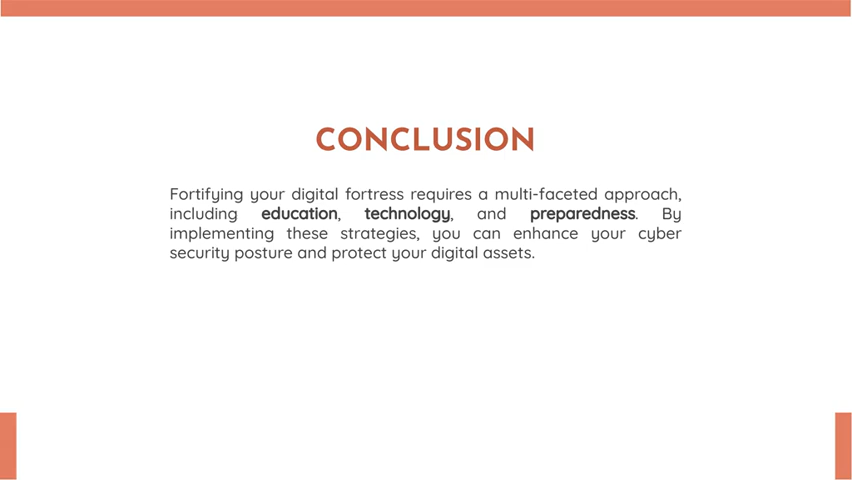 CONCLUSION
Fortifying your digital fortress requires a multi-faceted approach,
including education, technology, and preparedness. By
implementing these strategies, you can enhance your cyber
security posture and protect your digital assets.